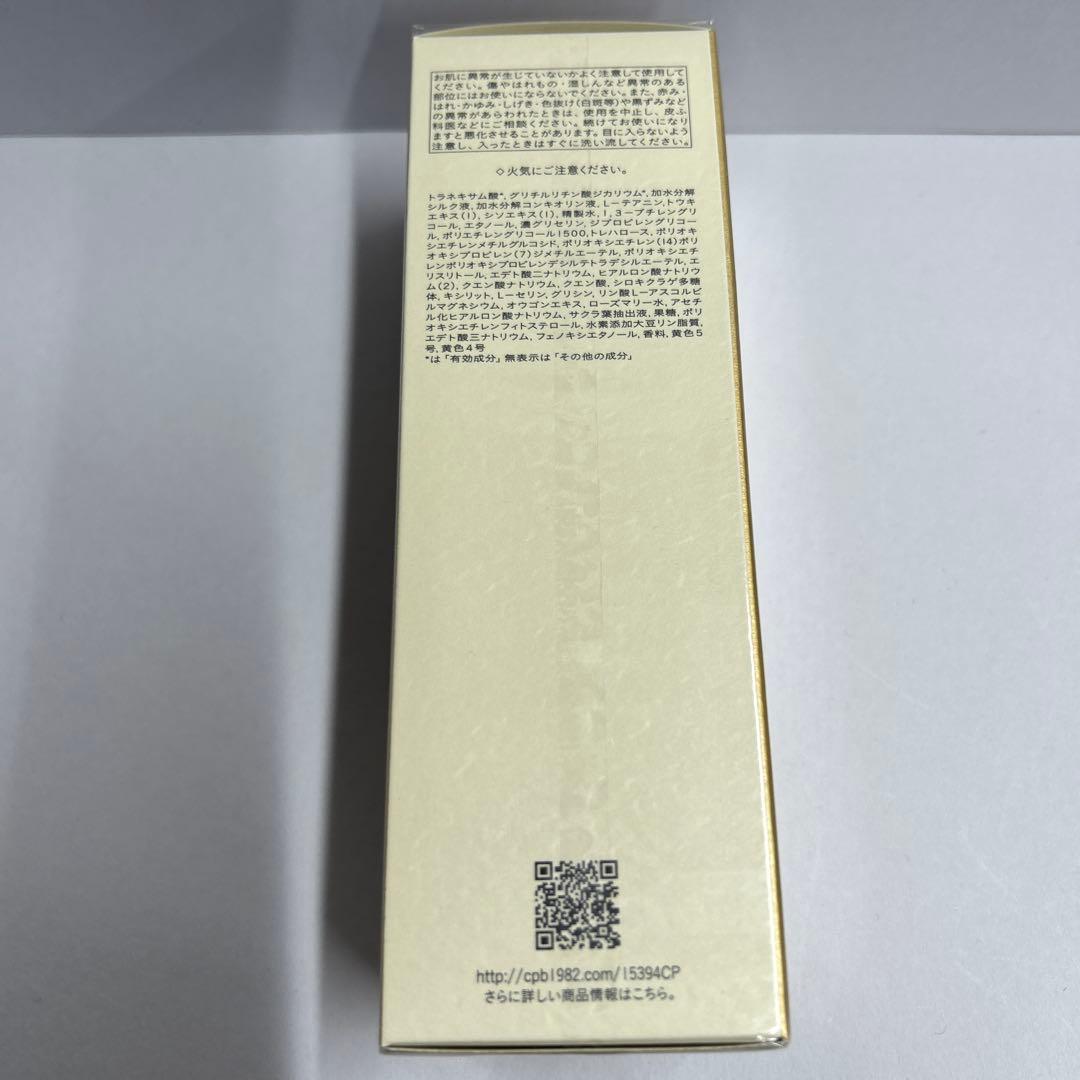 お肌に異常が生じていないかよく注意して使用して
ください。傷やはれもの・湿しんなど異常のある
部位にはお使いにならないでください。また、赤み・
はれ・かゆみ・しげき・色抜け(白斑等)や黒ずみなど
の異常があらわれたときは、使用を中止し、皮ふ
科医などにご相談ください。続けてお使いになり
ますと悪化させることがあります。目に入らないよう
注意し、入ったときはすぐに洗い流してください。
◇火気にご注意ください。
トラネキサム酸*,グリチルリチン酸ジカリウム*,加水分解
シルク液,加水分解コンキオリン液,L-テアニン,トウキ
エキス(1),シソエキス(1),精製水,1,3-ブチレングリ
コール,エタノール,濃グリセリン,ジプロピレングリコー
ル,ポリエチレングリコール1500,トレハロース,ポリオキ
シエチレンメチルグルコシド,ポリオキシエチレン(14)ポリ
オキシプロピレン(7)ジメチルエーテル,ポリオキシエチ
レンポリオキシプロピレンデシルテトラデシルエーテル,エ
リスリトール,エデト酸二ナトリウム,ヒアルロン酸ナトリウ
ム(2),クエン酸ナトリウム,クエン酸,シロキクラゲ多糖
体,キシリット,L-セリン,グリシン,リン酸L-アスコルビ
ルマグネシウム,オウゴンエキス,ローズマリー水,アセチ
ル化ヒアルロン酸ナトリウム,サクラ葉抽出液,果糖,ポリ
オキシエチレンフィトステロール,水素添加大豆リン脂質,
エデト酸三ナトリウム,フェノキシエタノール,香料,黄色5
号,黄色4号
*は「有効成分」無表示は「その他の成分」
http://cpb1982.com/15394CP
さらに詳しい商品情報はこちら。